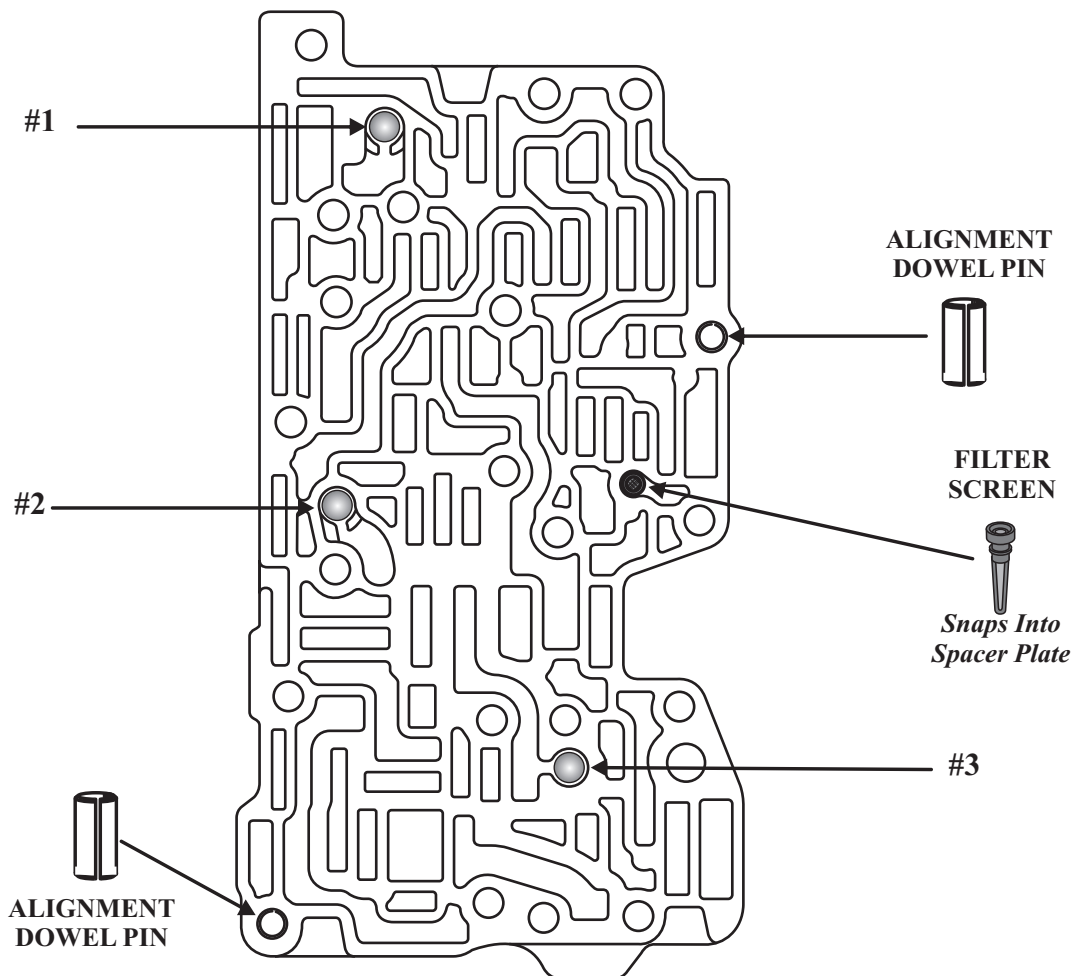 #1
ALIGNMENT
DOWEL PIN
FILTER
SCREEN
#2
Snaps Into
Spacer Plate
#3
ALIGNMENT
DOWEL PIN